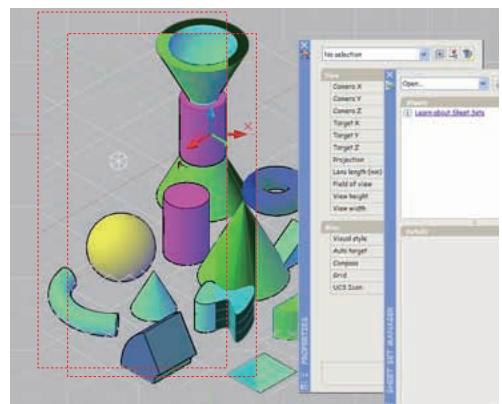 No selection
View
Camera X
Camera Y
Camera Z
Target X
Target Y
Target Z
Projection
Lens length (mm)
Field of view
View height
View width
Misc
Visual style
Auto target
Compass
Grid
UCS Icon
PROPERTIES
Open...
Sheets
Learn about Sheet Sets
Details
SHEET SET MANAGER
X